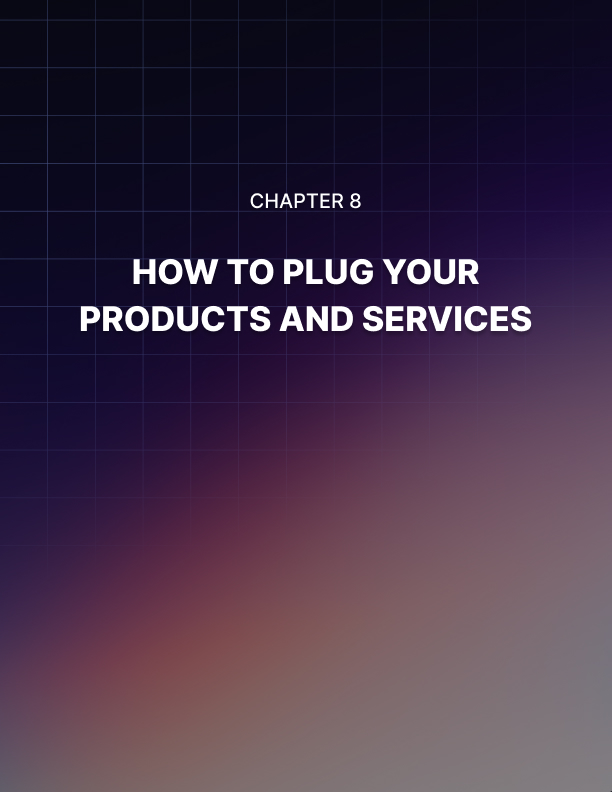 CHAPTER 8
HOW TO PLUG YOUR
PRODUCTS AND SERVICES